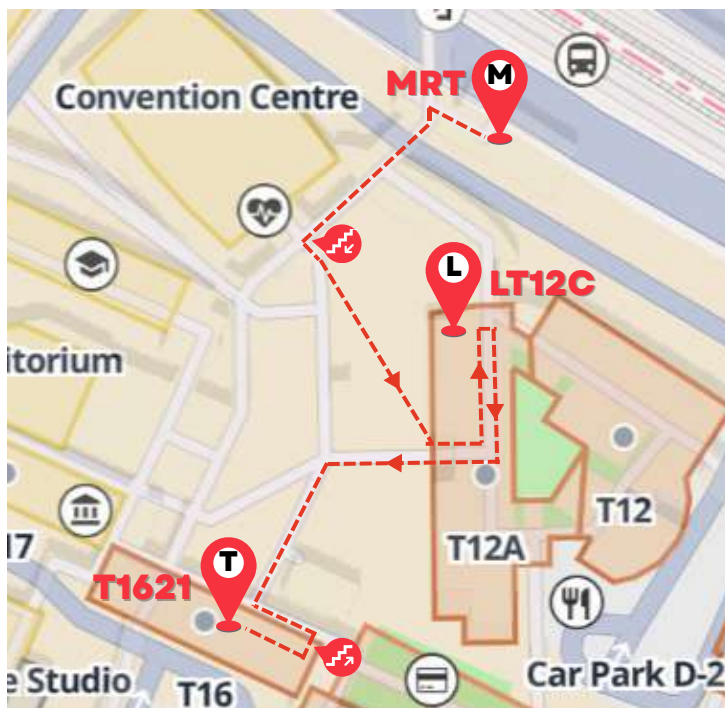 MRT
M
Convention Centre
L
LT12C
itorium
T12
17
T12A
T
T1621
e Studio
T16
Car Park D-2